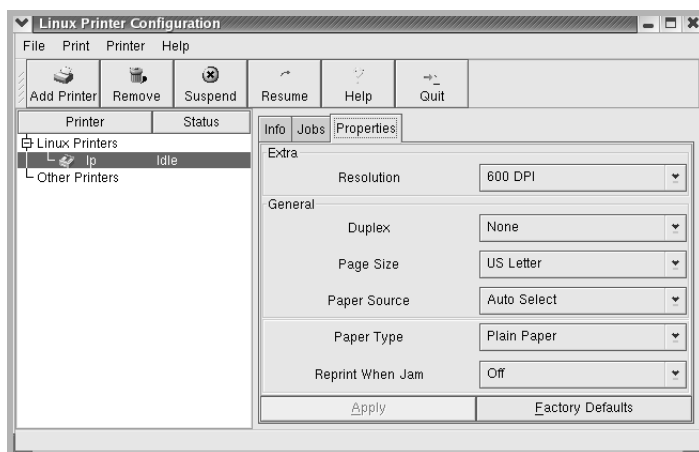 Linux Printer Configuration
File Print Printer Help
Add Printer Remove Suspend Resume Help Quit
Printer Status
Linux Printers
lp Idle
Other Printers
Info Jobs Properties
Extra
Resolution 600 DPI
General
Duplex None
Page Size US Letter
Paper Source Auto Select
Paper Type Plain Paper
Reprint When Jam Off
Apply Factory Defaults